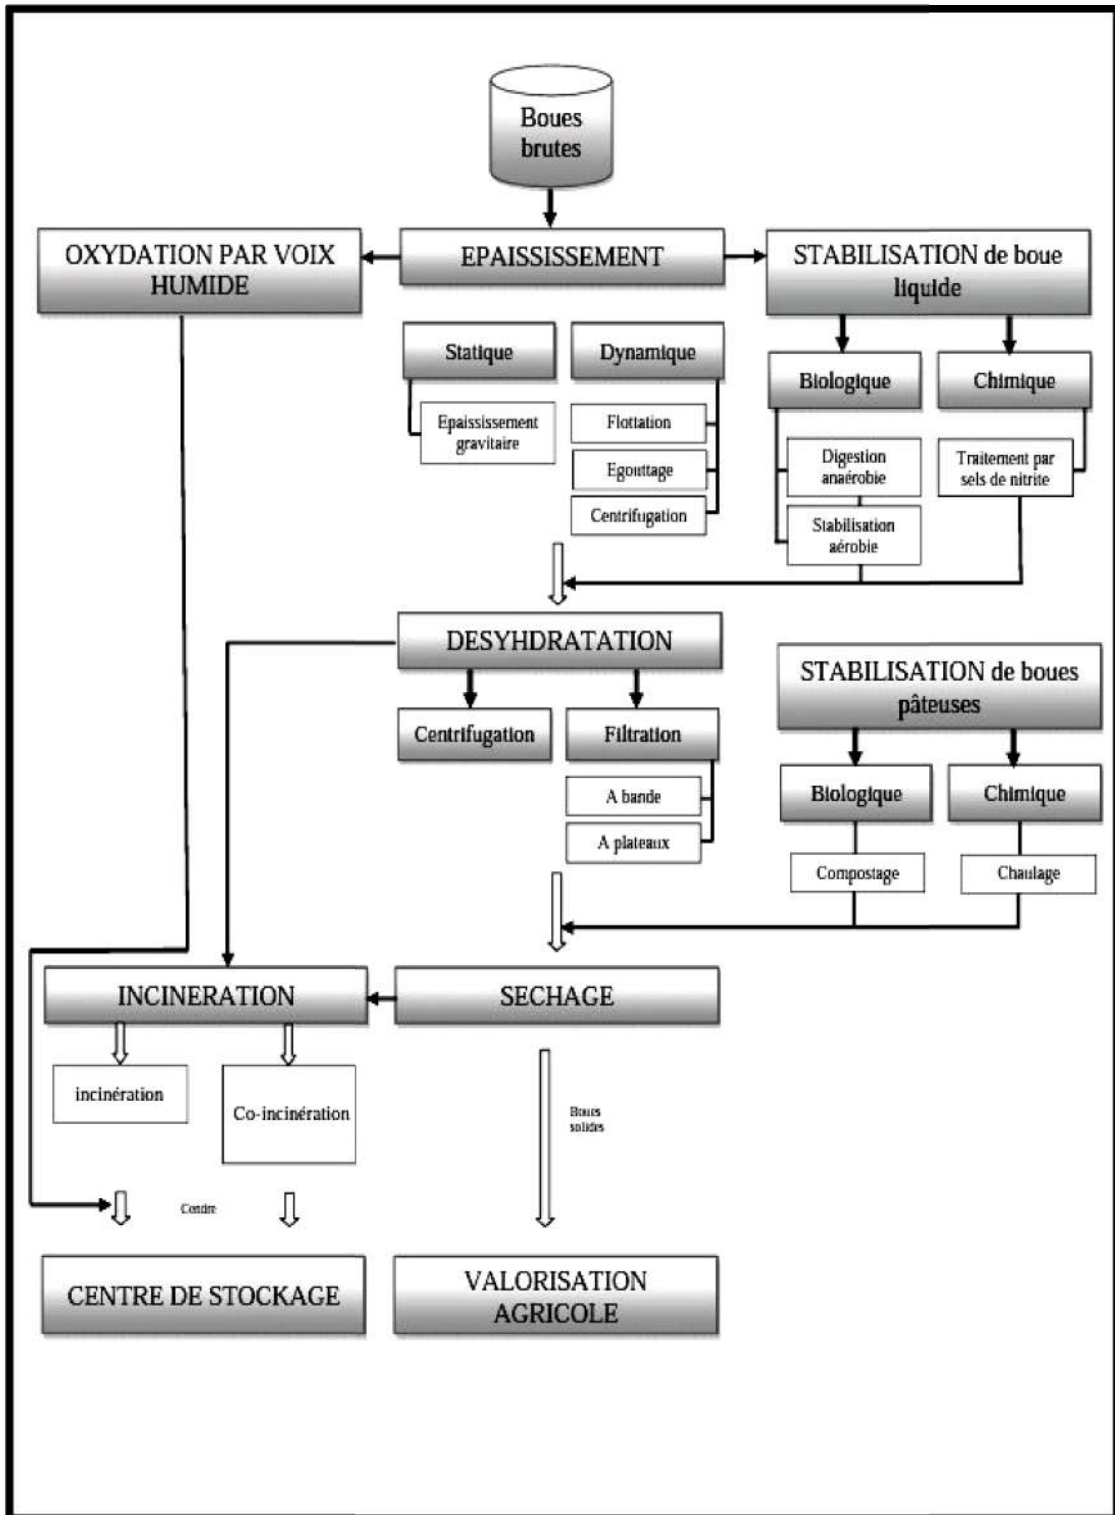 Boues
brutes
OXYDATION PAR VOIX
HUMIDE
EPAISSISSEMENT
STABILISATION de boue
liquide
Statique
Dynamique
Biologique
Chimique
Epaississement
gravitaire
Flottation
Egouttage
Centrifugation
Digestion
anaérobie
Stabilisation
aérobie
Traitement par
sels de nitrite
DESYHDRATATION
STABILISATION de boues
pâteuses
Centrifugation
Filtration
A bande
A plateaux
Biologique
Chimique
Compostage
Chaulage
INCINERATION
SECHAGE
incinération
Co-incinération
Boues
solides
Cendre
CENTRE DE STOCKAGE
VALORISATION
AGRICOLE